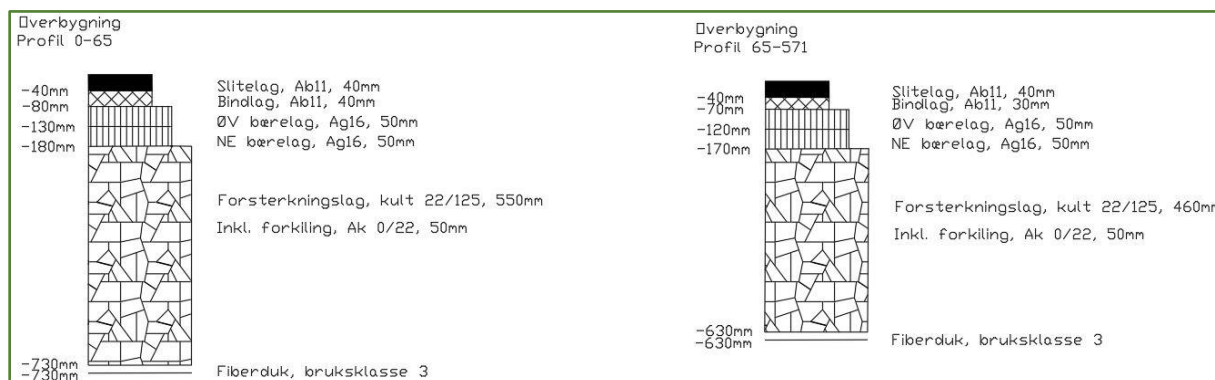 Overbygning
Profil 0-65
-40mm
Slitelag, Ab11, 40mm
-80mm
Bindlag, Ab11, 40mm
-130mm
ØV bærelag, Ag16, 50mm
-180mm
NE bærelag, Ag16, 50mm
Forsterkningslag, kult 22/125, 550mm
Inkl. forkiling, Ak 0/22, 50mm
-730mm
-730mm
Fiberduk, bruksklasse 3
Overbygning
Profil 65-571
-40mm
Slitelag, Ab11, 40mm
-70mm
Bindlag, Ab11, 30mm
-120mm
ØV bærelag, Ag16, 50mm
-170mm
NE bærelag, Ag16, 50mm
Forsterkningslag, kult 22/125, 460mm
Inkl. forkiling, Ak 0/22, 50mm
-630mm
-630mm
Fiberduk, bruksklasse 3